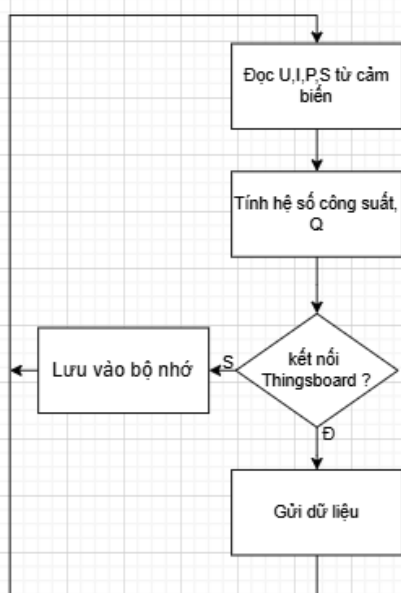 Đọc U,I,P,S từ cảm
biến
Tính hệ số công suất,
Q
kết nối
Thingsboard ?
S
Lưu vào bộ nhớ
Đ
Gửi dữ liệu